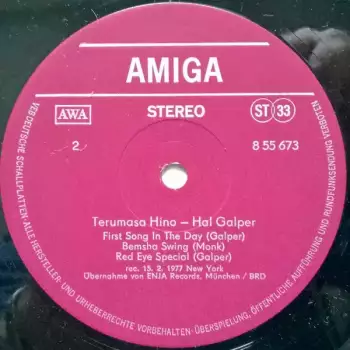 AMIGA
AWA
STEREO
ST 33
2.
8 55 673
Terumasa Hino – Hal Galper
First Song In The Day (Galper)
Bemsha Swing (Monk)
Red Eye Special (Galper)
rec. 15. 2. 1977 New York
Übernahme von ENJA Records, München / BRD
VEB DEUTSCHE SCHALLPLATTEN · ALLE HERSTELLER- UND URHEBERRECHTE VORBEHALTEN · ÜBERSPIELUNG, ÖFFENTLICHE AUFFÜHRUNG UND RUNDFUNKSENDUNG VERBOTEN